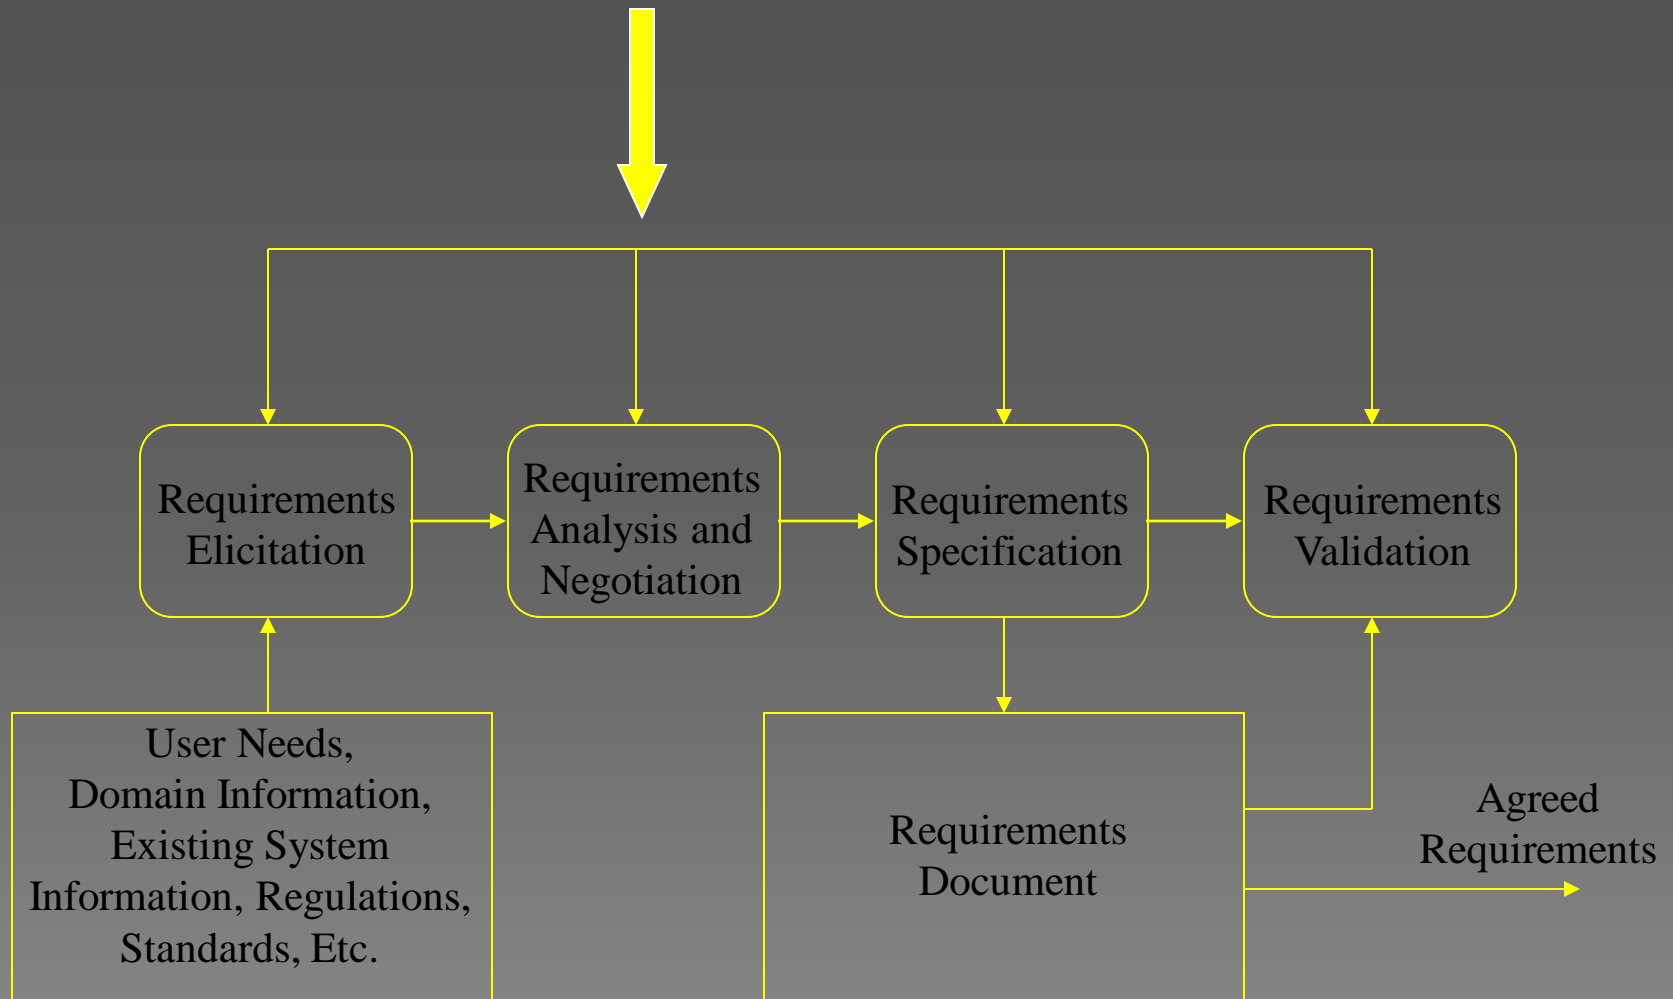 Requirements
Elicitation
Requirements
Analysis and
Negotiation
Requirements
Specification
Requirements
Validation
User Needs,
Domain Information,
Existing System
Information, Regulations,
Standards, Etc.
Requirements
Document
Agreed
Requirements